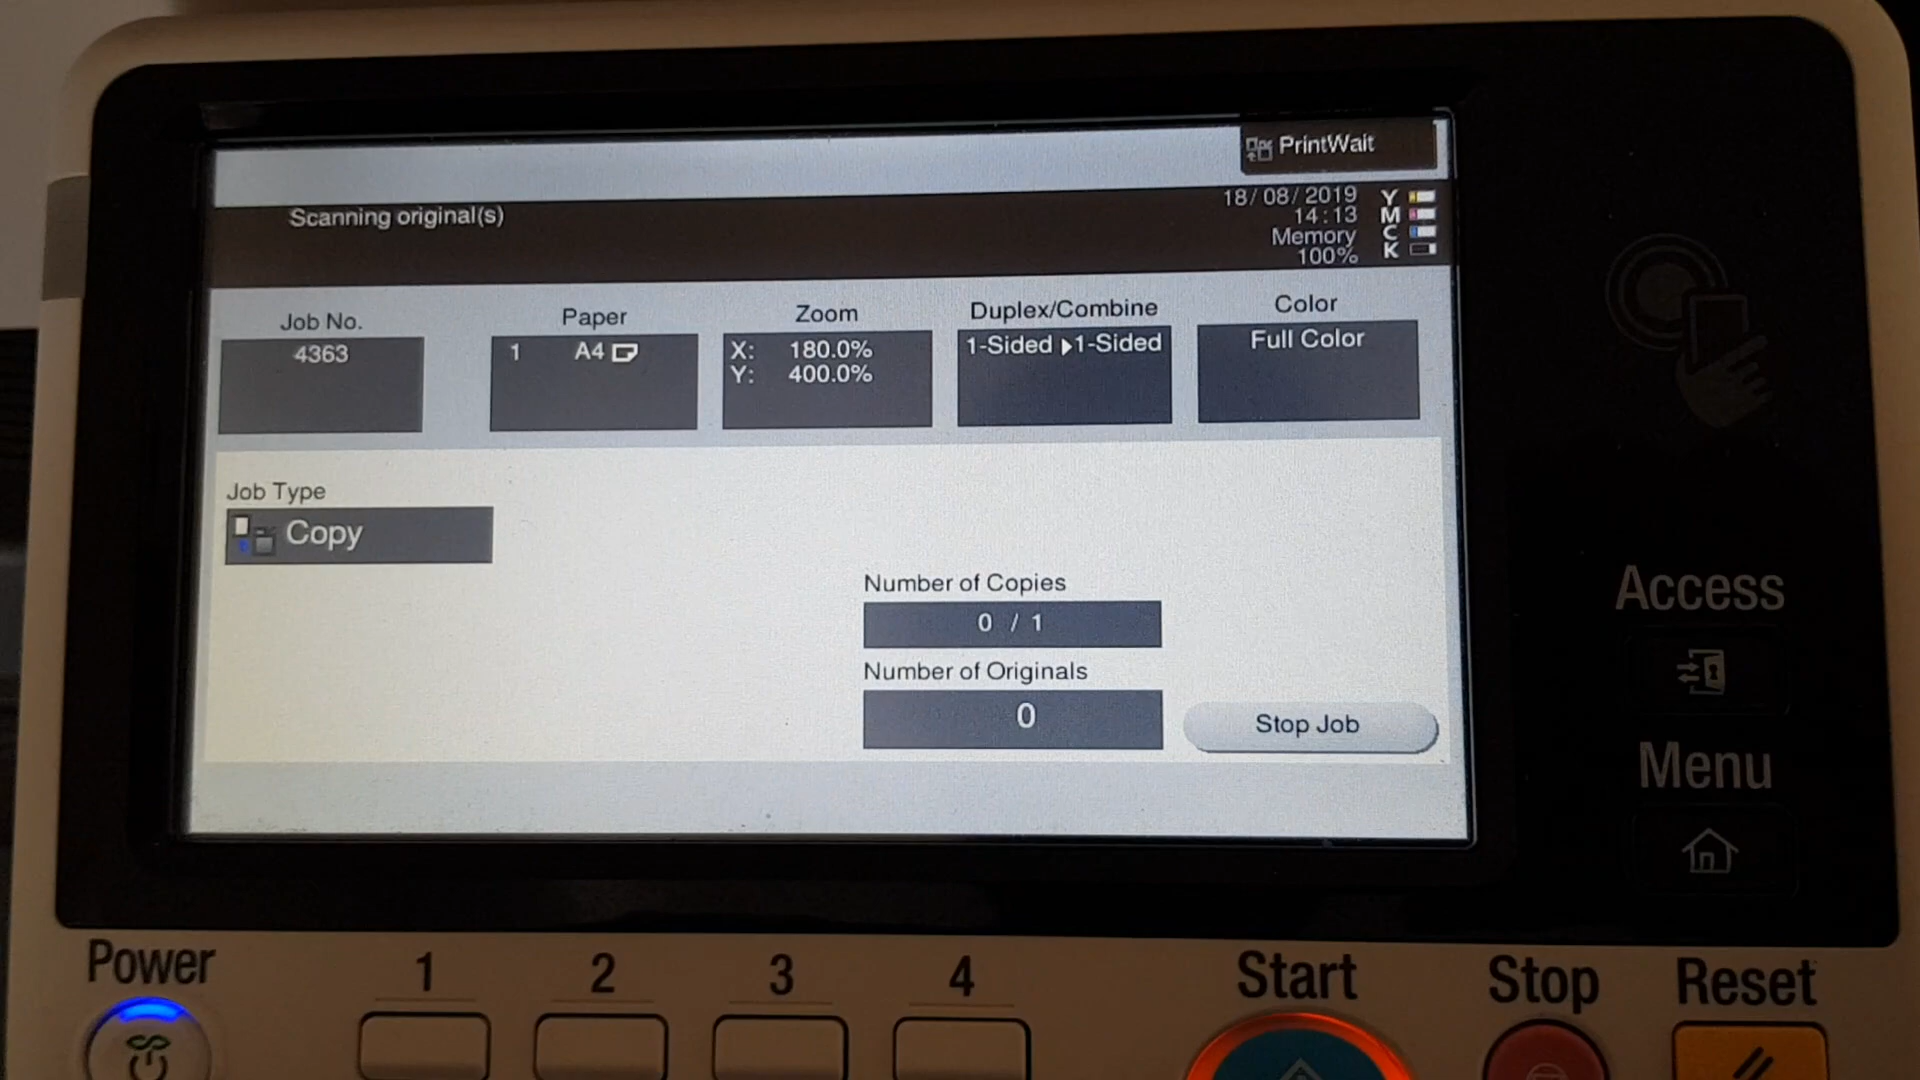 PrintWait
Scanning original(s)
18/08/2019
14:13
Memory
100%
Y
M
C
K
Job No.
4363
Paper
1 A4
Zoom
X: 180.0%
Y: 400.0%
Duplex/Combine
1-Sided ▶ 1-Sided
Color
Full Color
Job Type
Copy
Number of Copies
0 / 1
Number of Originals
0
Stop Job
Access
Menu
Power
1
2
3
4
Start
Stop
Reset